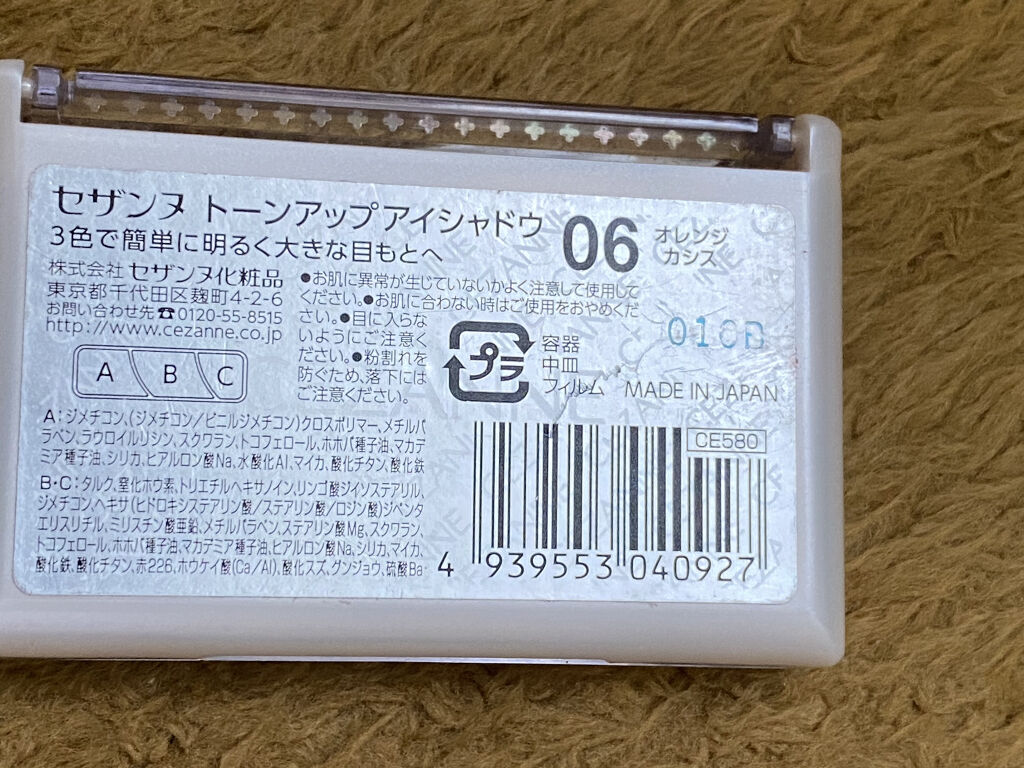 セザンヌ トーンアップアイシャドウ 06 オレンジ
カシス
3色で簡単に明るく大きな目もとへ
株式会社 セザンヌ化粧品
東京都千代田区麹町4-2-6
お問い合わせ先☎0120-55-8515
http://www.cezanne.co.jp
●お肌に異常が生じていないかよく注意して使用して
ください。●お肌に合わない時はご使用をおやめくだ
さい。●目に入らな
いようにご注意く
ださい。●粉割れを
防ぐため、落下には
ご注意ください。
プラ
容器
中皿
フィルム
016B
MADE IN JAPAN
A B C
A:ジメチコン、(ジメチコン/ビニルジメチコン)クロスポリマー、メチルパ
ラベン、ラウロイルリシン、スクワラン、トコフェロール、ホホバ種子油、マカデ
ミア種子油、シリカ、ヒアルロン酸Na、水酸化Al、マイカ、酸化チタン、酸化鉄
B・C:タルク、窒化ホウ素、トリエチルヘキサノイン、リンゴ酸ジイソステアリル、
ジメチコン、ヘキサ(ヒドロキシステアリン酸/ステアリン酸/ロジン酸)ジペンタ
エリスリチル、ミリスチン酸亜鉛、メチルパラベン、ステアリン酸Mg、スクワラン、
トコフェロール、ホホバ種子油、マカデミア種子油、ヒアルロン酸Na、シリカ、マイカ、
酸化鉄、酸化チタン、赤226、ホウケイ酸(Ca/Al)、酸化スズ、グンジョウ、硫酸Ba
CE580
4 939553 040927